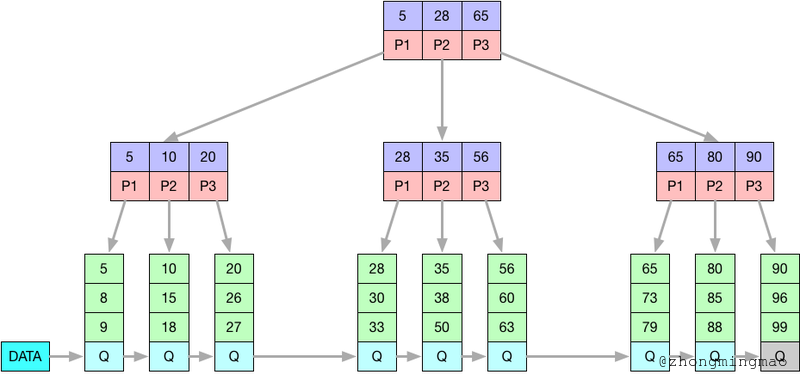 5 28 65
P1 P2 P3
5 10 20 28 35 56 65 80 90
P1 P2 P3 P1 P2 P3 P1 P2 P3
5 10 20 28 35 56 65 80 90
8 15 26 30 38 60 73 85 96
9 18 27 33 50 63 79 88 99
DATA Q Q Q Q Q Q Q Q Q
@zhongmingmao